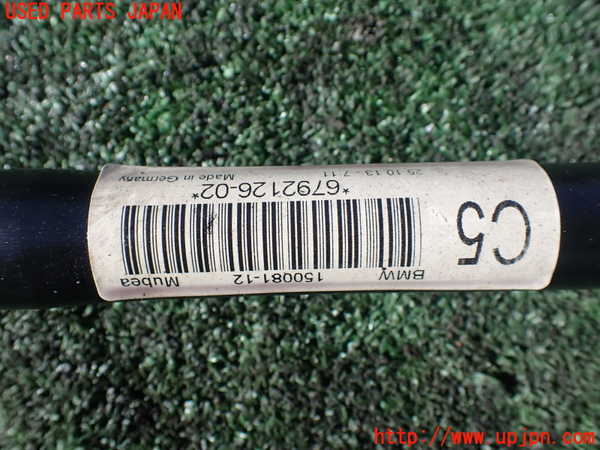 USED PARTS JAPAN
C5
BMW 150081-12 Mubea
*6792126-02*
25.10.13 - 7.11 Made in Germany
http://www.upjpn.com/